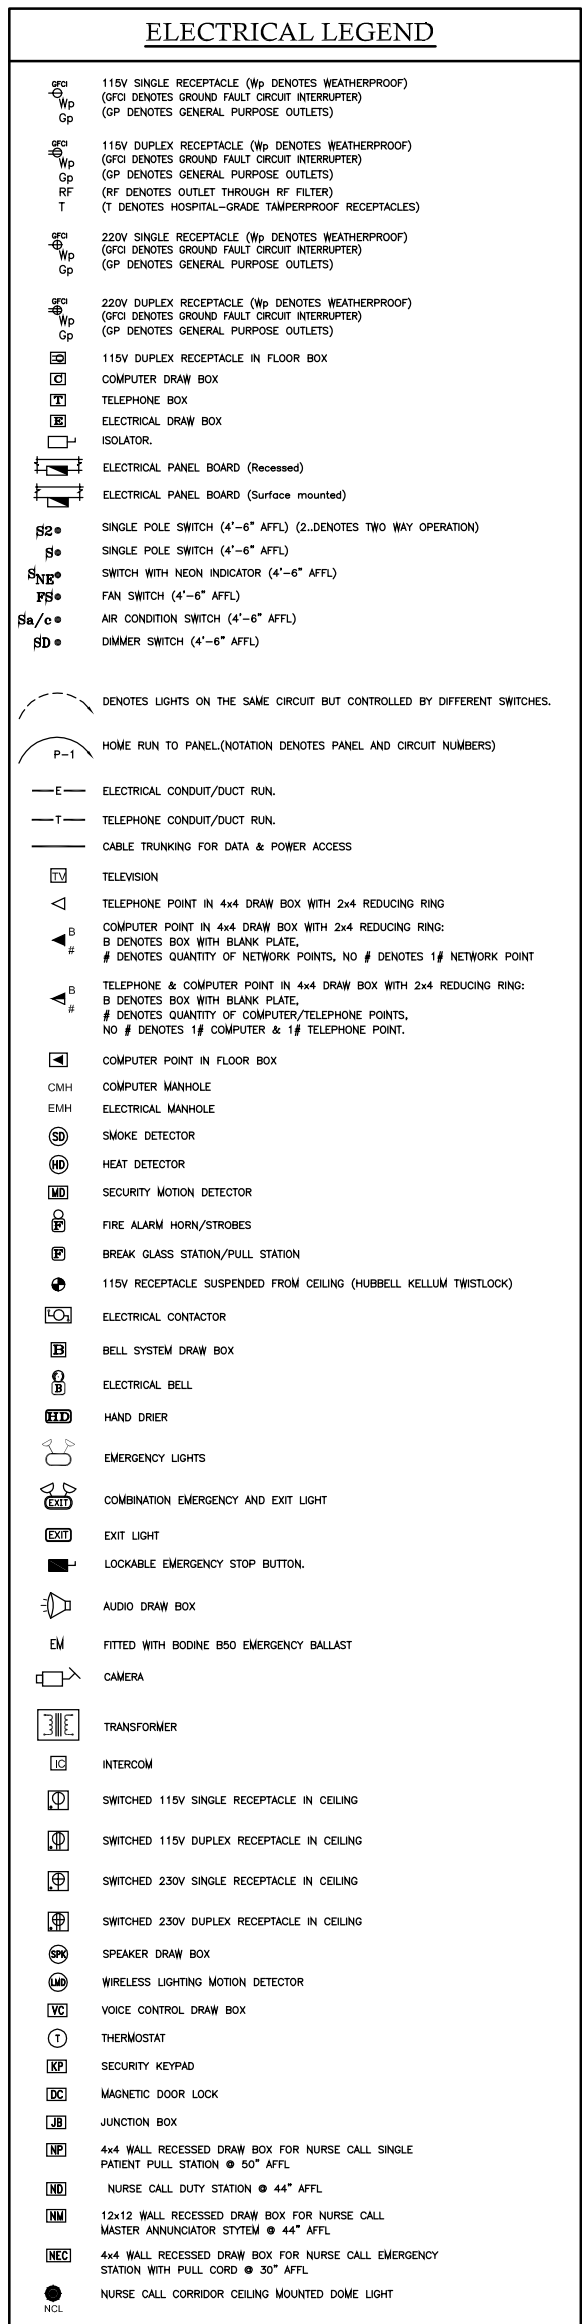 ELECTRICAL LEGEND
GFCI 115V SINGLE RECEPTACLE (Wp DENOTES WEATHERPROOF)
Wp (GFCI DENOTES GROUND FAULT CIRCUIT INTERRUPTER)
Gp (GP DENOTES GENERAL PURPOSE OUTLETS)
GFCI 115V DUPLEX RECEPTACLE (Wp DENOTES WEATHERPROOF)
Wp (GFCI DENOTES GROUND FAULT CIRCUIT INTERRUPTER)
Gp (GP DENOTES GENERAL PURPOSE OUTLETS)
RF (RF DENOTES OUTLET THROUGH RF FILTER)
T (T DENOTES HOSPITAL-GRADE TAMPERPROOF RECEPTACLES)
GFCI 220V SINGLE RECEPTACLE (Wp DENOTES WEATHERPROOF)
Wp (GFCI DENOTES GROUND FAULT CIRCUIT INTERRUPTER)
Gp (GP DENOTES GENERAL PURPOSE OUTLETS)
GFCI 220V DUPLEX RECEPTACLE (Wp DENOTES WEATHERPROOF)
Wp (GFCI DENOTES GROUND FAULT CIRCUIT INTERRUPTER)
Gp (GP DENOTES GENERAL PURPOSE OUTLETS)
115V DUPLEX RECEPTACLE IN FLOOR BOX
C COMPUTER DRAW BOX
T TELEPHONE BOX
E ELECTRICAL DRAW BOX
ISOLATOR.
ELECTRICAL PANEL BOARD (Recessed)
ELECTRICAL PANEL BOARD (Surface mounted)
S2 SINGLE POLE SWITCH (4'-6" AFFL) (2..DENOTES TWO WAY OPERATION)
S SINGLE POLE SWITCH (4'-6" AFFL)
SNE SWITCH WITH NEON INDICATOR (4'-6" AFFL)
FS FAN SWITCH (4'-6" AFFL)
Sa/c AIR CONDITION SWITCH (4'-6" AFFL)
SD DIMMER SWITCH (4'-6" AFFL)
DENOTES LIGHTS ON THE SAME CIRCUIT BUT CONTROLLED BY DIFFERENT SWITCHES.
P-1 HOME RUN TO PANEL.(NOTATION DENOTES PANEL AND CIRCUIT NUMBERS)
E ELECTRICAL CONDUIT/DUCT RUN.
T TELEPHONE CONDUIT/DUCT RUN.
CABLE TRUNKING FOR DATA & POWER ACCESS
TV TELEVISION
TELEPHONE POINT IN 4x4 DRAW BOX WITH 2x4 REDUCING RING
COMPUTER POINT IN 4x4 DRAW BOX WITH 2x4 REDUCING RING:
B B DENOTES BOX WITH BLANK PLATE,
# # DENOTES QUANTITY OF NETWORK POINTS, NO # DENOTES 1# NETWORK POINT
TELEPHONE & COMPUTER POINT IN 4x4 DRAW BOX WITH 2x4 REDUCING RING:
B B DENOTES BOX WITH BLANK PLATE,
# # DENOTES QUANTITY OF COMPUTER/TELEPHONE POINTS,
NO # DENOTES 1# COMPUTER & 1# TELEPHONE POINT.
COMPUTER POINT IN FLOOR BOX
CMH COMPUTER MANHOLE
EMH ELECTRICAL MANHOLE
SD SMOKE DETECTOR
HD HEAT DETECTOR
MD SECURITY MOTION DETECTOR
F FIRE ALARM HORN/STROBES
F BREAK GLASS STATION/PULL STATION
115V RECEPTACLE SUSPENDED FROM CEILING (HUBBELL KELLUM TWISTLOCK)
ELECTRICAL CONTACTOR
B BELL SYSTEM DRAW BOX
B ELECTRICAL BELL
HD HAND DRIER
EMERGENCY LIGHTS
EXIT COMBINATION EMERGENCY AND EXIT LIGHT
EXIT EXIT LIGHT
LOCKABLE EMERGENCY STOP BUTTON.
AUDIO DRAW BOX
EM FITTED WITH BODINE B50 EMERGENCY BALLAST
CAMERA
TRANSFORMER
IC INTERCOM
SWITCHED 115V SINGLE RECEPTACLE IN CEILING
SWITCHED 115V DUPLEX RECEPTACLE IN CEILING
SWITCHED 230V SINGLE RECEPTACLE IN CEILING
SWITCHED 230V DUPLEX RECEPTACLE IN CEILING
SPK SPEAKER DRAW BOX
LMD WIRELESS LIGHTING MOTION DETECTOR
VC VOICE CONTROL DRAW BOX
T THERMOSTAT
KP SECURITY KEYPAD
DC MAGNETIC DOOR LOCK
JB JUNCTION BOX
NP 4x4 WALL RECESSED DRAW BOX FOR NURSE CALL SINGLE
PATIENT PULL STATION @ 50" AFFL
ND NURSE CALL DUTY STATION @ 44" AFFL
NM 12x12 WALL RECESSED DRAW BOX FOR NURSE CALL
MASTER ANNUNCIATOR STYTEM @ 44" AFFL
NEC 4x4 WALL RECESSED DRAW BOX FOR NURSE CALL EMERGENCY
STATION WITH PULL CORD @ 30" AFFL
NURSE CALL CORRIDOR CEILING MOUNTED DOME LIGHT
NCL